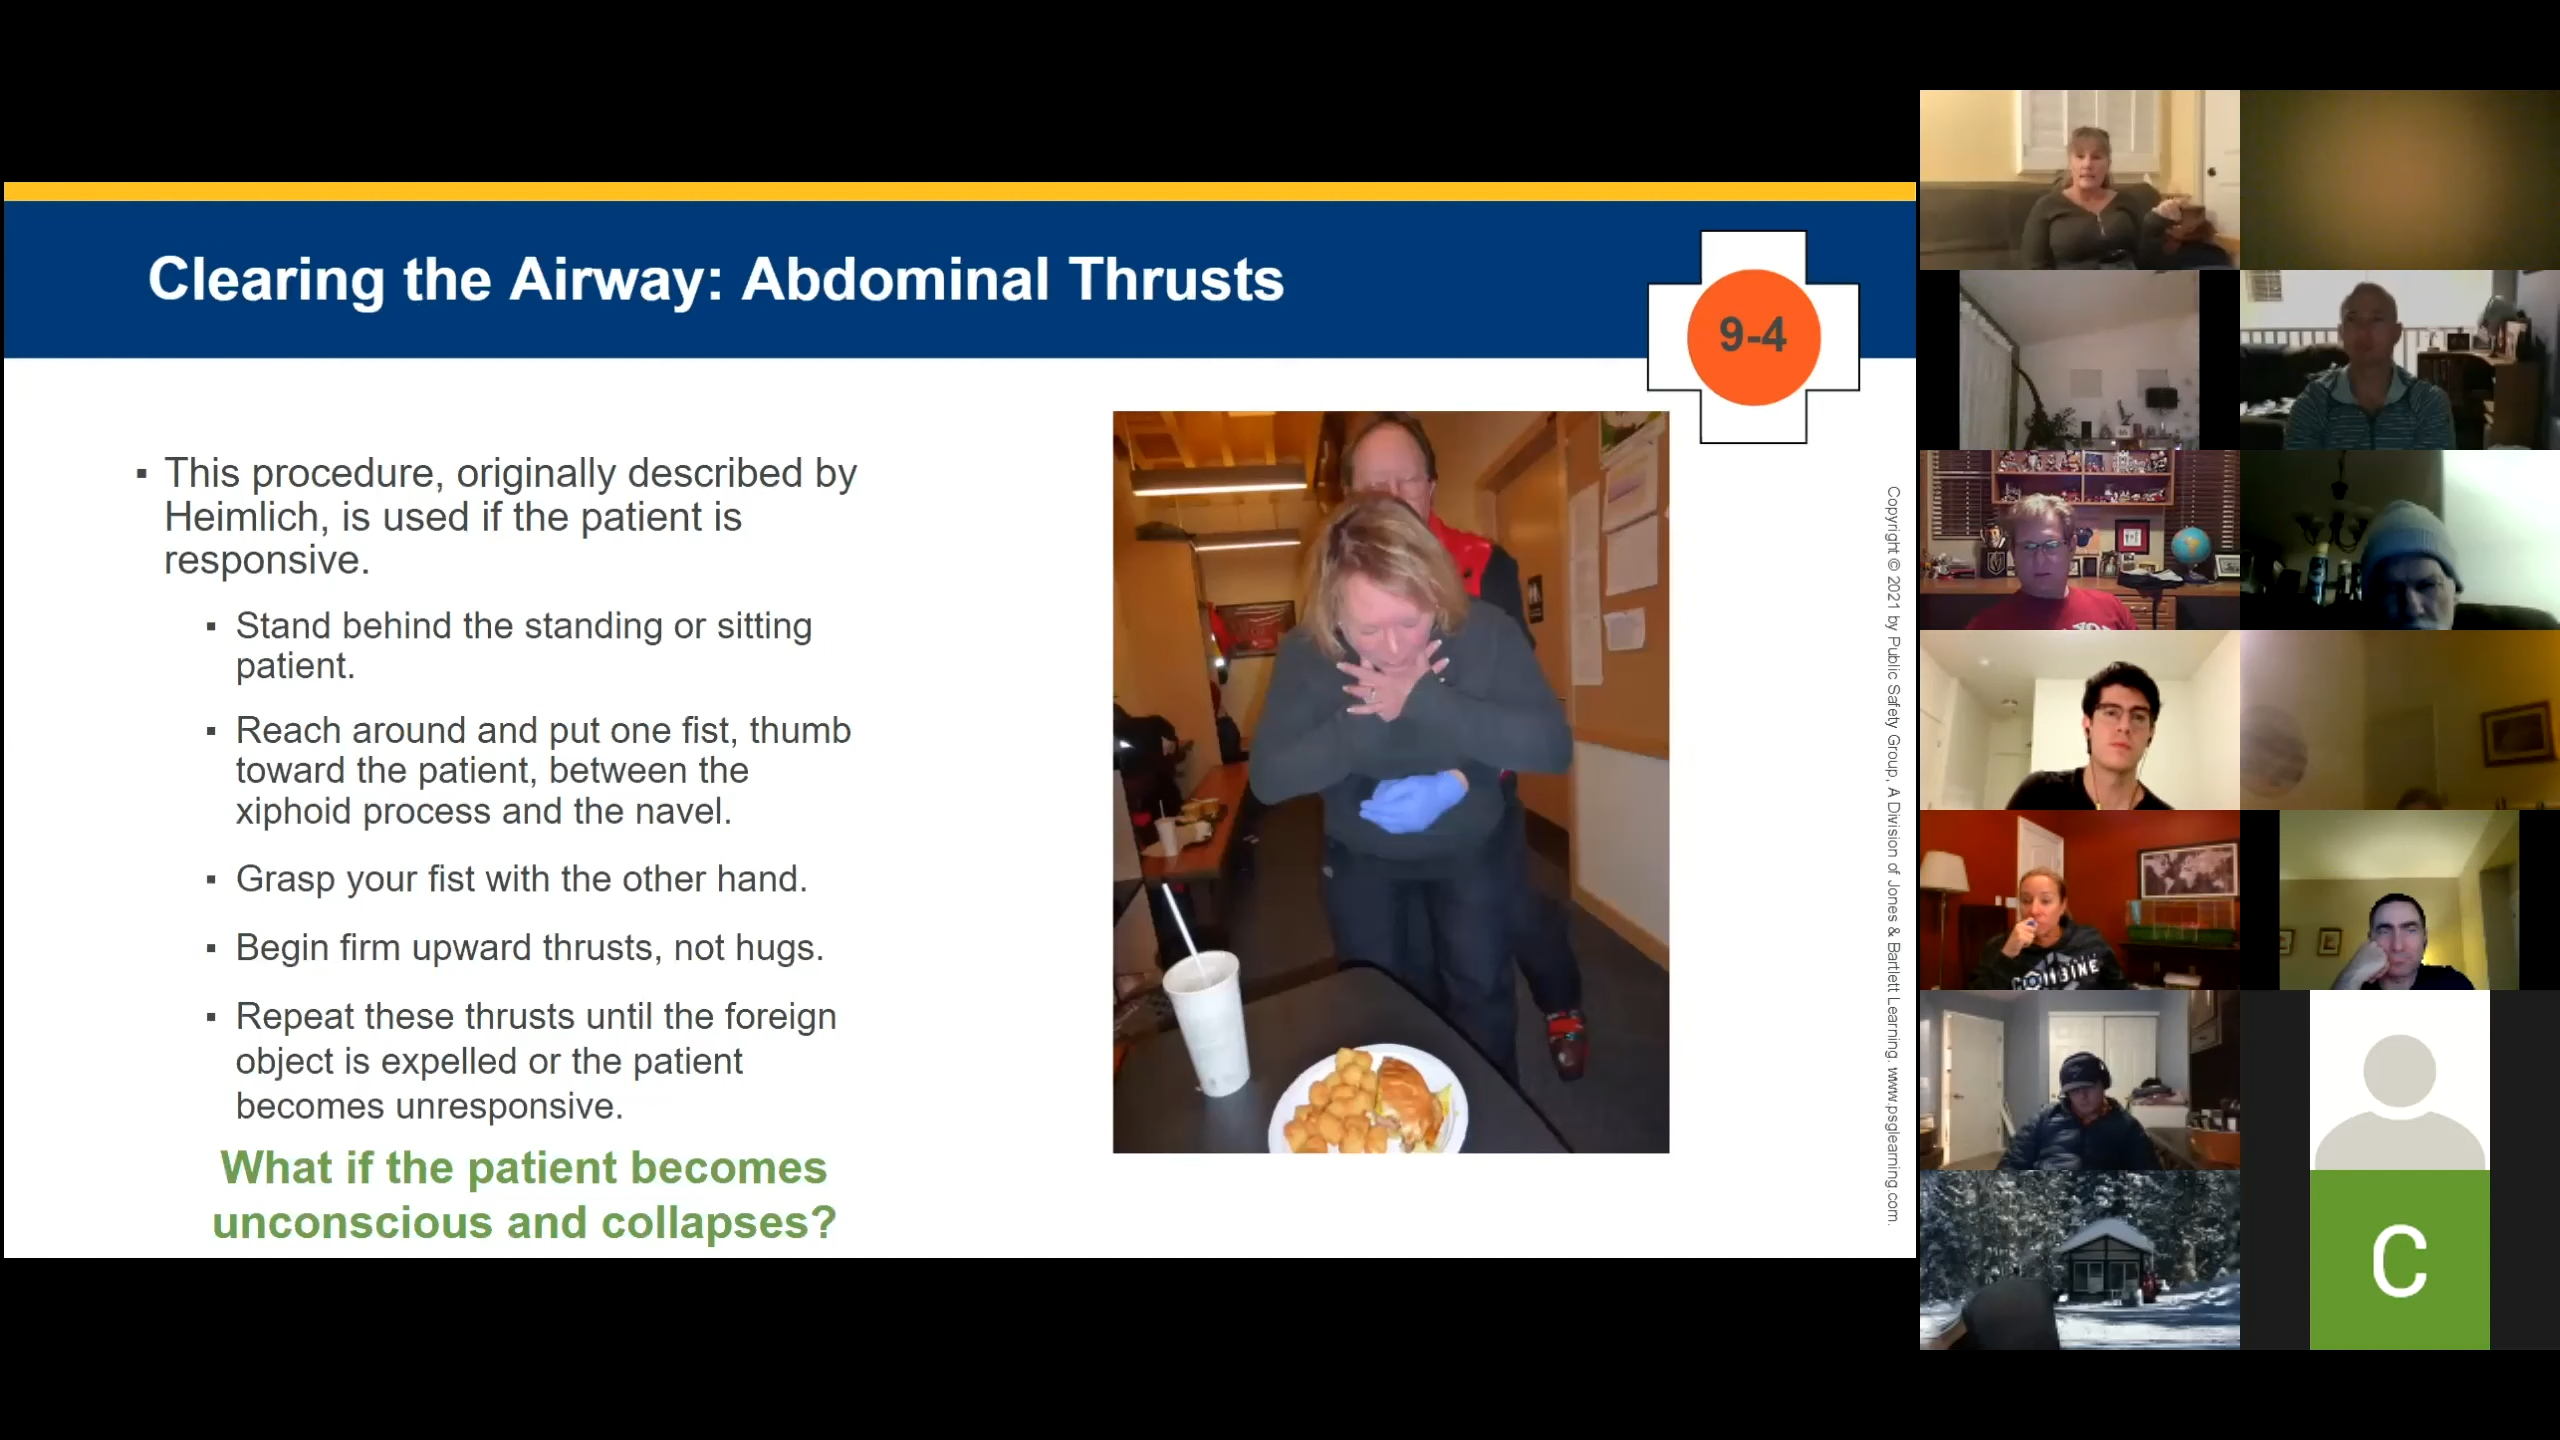 Clearing the Airway: Abdominal Thrusts
9-4
▪ This procedure, originally described by
Heimlich, is used if the patient is
responsive.
▪ Stand behind the standing or sitting
patient.
▪ Reach around and put one fist, thumb
toward the patient, between the
xiphoid process and the navel.
▪ Grasp your fist with the other hand.
▪ Begin firm upward thrusts, not hugs.
▪ Repeat these thrusts until the foreign
object is expelled or the patient
becomes unresponsive.
What if the patient becomes
unconscious and collapses?
Copyright © 2021 by Public Safety Group, A Division of Jones & Bartlett Learning. www.psglearning.com.
COMBINE
C